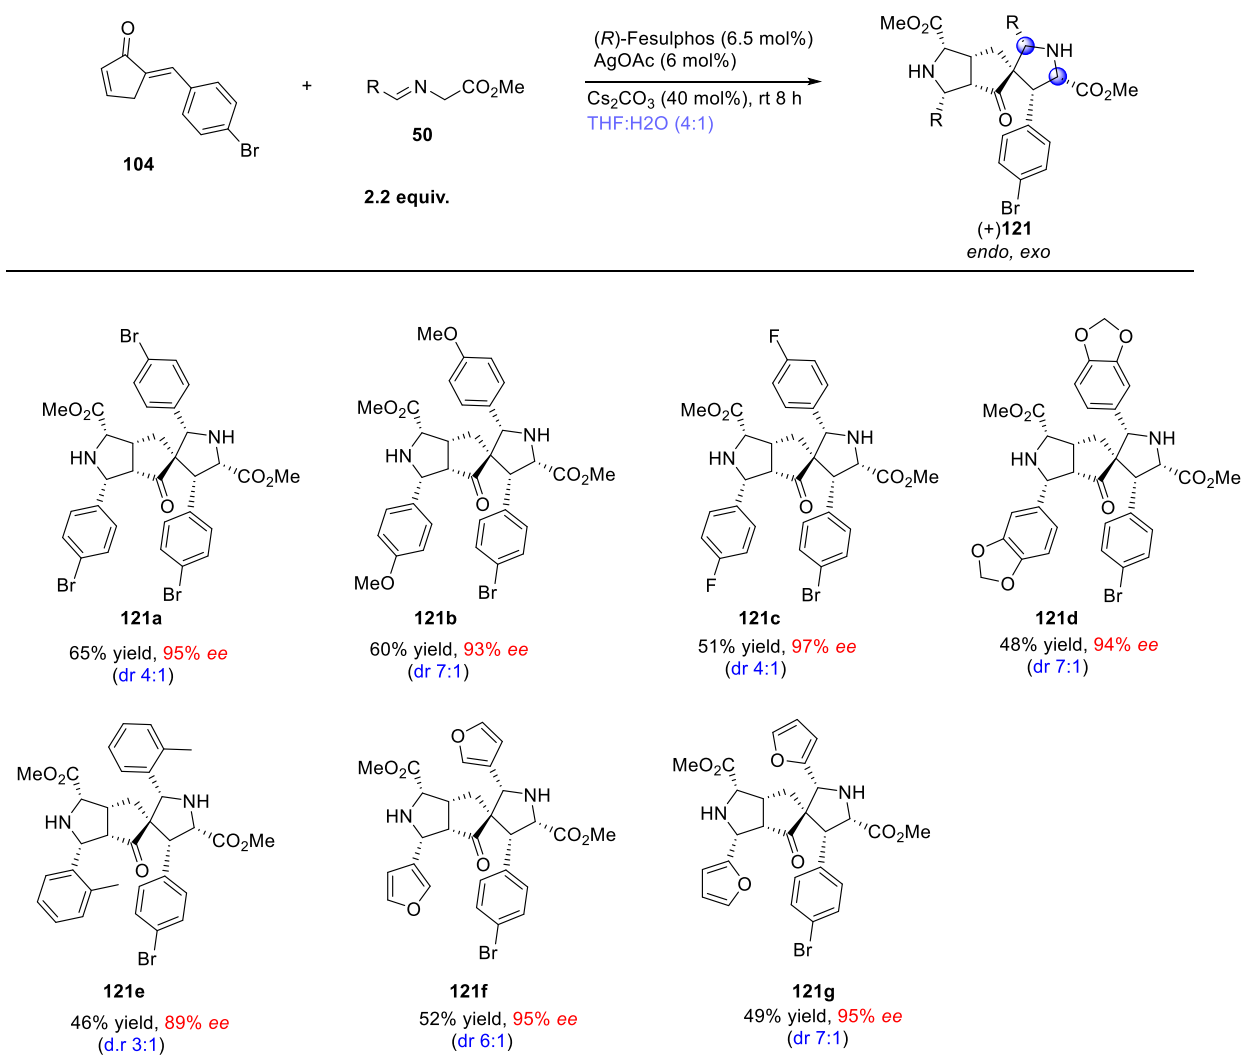 O
Br
104
+
R
N
CO2Me
50
2.2 equiv.
(R)-Fesulphos (6.5 mol%)
AgOAc (6 mol%)
Cs2CO3 (40 mol%), rt 8 h
THF:H2O (4:1)
MeO2C
R
NH
HN
CO2Me
O
R
Br
(+)121
endo, exo
Br
MeO2C
NH
HN
CO2Me
O
Br
Br
121a
65% yield, 95% ee
(dr 4:1)
MeO
MeO2C
NH
HN
CO2Me
O
MeO
Br
121b
60% yield, 93% ee
(dr 7:1)
F
MeO2C
NH
HN
CO2Me
O
F
Br
121c
51% yield, 97% ee
(dr 4:1)
O
O
MeO2C
NH
HN
CO2Me
O
O
O
Br
121d
48% yield, 94% ee
(dr 7:1)
MeO2C
NH
HN
CO2Me
O
Br
121e
46% yield, 89% ee
(d.r 3:1)
O
MeO2C
NH
HN
CO2Me
O
O
Br
121f
52% yield, 95% ee
(dr 6:1)
O
MeO2C
NH
HN
CO2Me
O
O
Br
121g
49% yield, 95% ee
(dr 7:1)